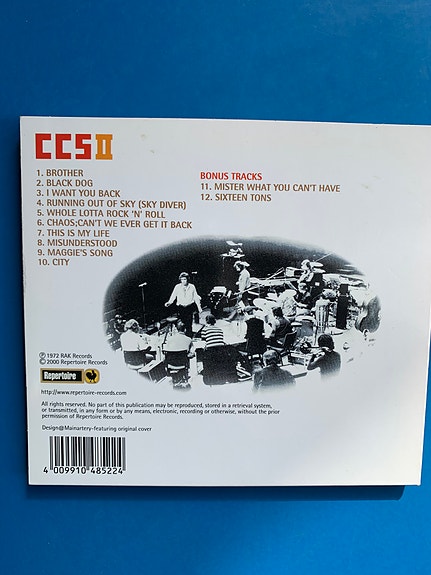 CCS II
1. BROTHER
2. BLACK DOG
3. I WANT YOU BACK
4. RUNNING OUT OF SKY (SKY DIVER)
5. WHOLE LOTTA ROCK 'N' ROLL
6. CHAOS;CAN'T WE EVER GET IT BACK
7. THIS IS MY LIFE
8. MISUNDERSTOOD
9. MAGGIE'S SONG
10. CITY
BONUS TRACKS
11. MISTER WHAT YOU CAN'T HAVE
12. SIXTEEN TONS
℗ 1972 RAK Records
© 2000 Repertoire Records
Repertoire
http://www.repertoire-records.com
All rights reserved. No part of this publication may be reproduced, stored in a retrieval system,
or transmitted, in any form or by any means, electronic, recording or otherwise, without the prior
permission of Repertoire Records.
Design@Mainartery-featuring original cover
4 009910 485224